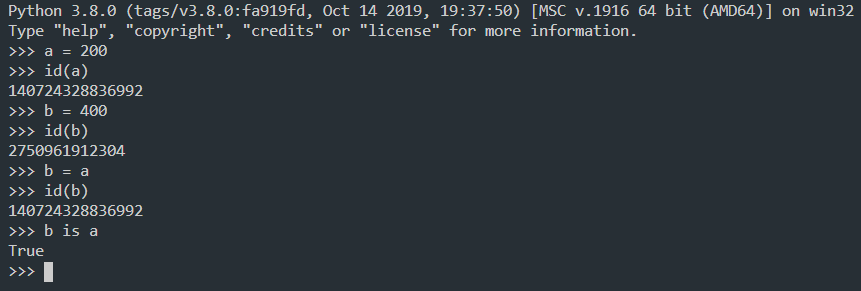 Python 3.8.0 (tags/v3.8.0:fa919fd, Oct 14 2019, 19:37:50) [MSC v.1916 64 bit (AMD64)] on win32
Type "help", "copyright", "credits" or "license" for more information.
>>> a = 200
>>> id(a)
140724328836992
>>> b = 400
>>> id(b)
2750961912304
>>> b = a
>>> id(b)
140724328836992
>>> b is a
True
>>>